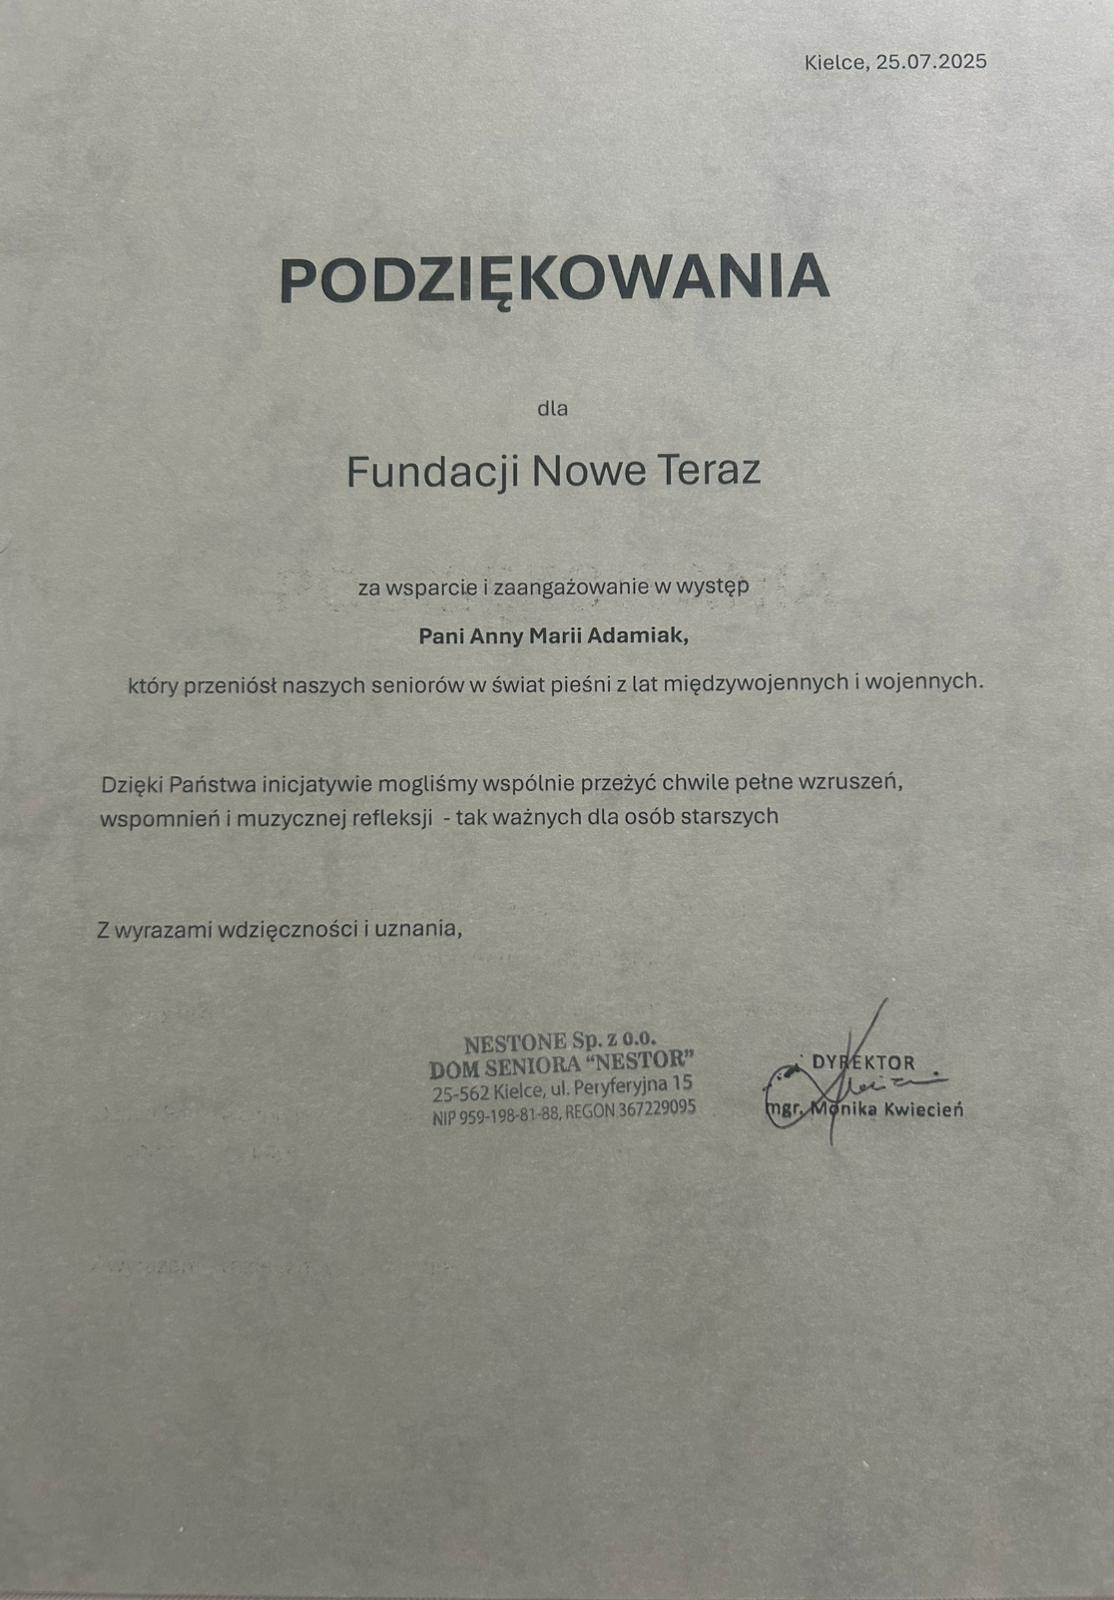 Kielce, 25.07.2025
PODZIĘKOWANIA
dla
Fundacji Nowe Teraz
za wsparcie i zaangażowanie w występ
Pani Anny Marii Adamiak,
który przeniósł naszych seniorów w świat pieśni z lat międzywojennych i wojennych.
Dzięki Państwa inicjatywie mogliśmy wspólnie przeżyć chwile pełne wzruszeń,
wspomnień i muzycznej refleksji - tak ważnych dla osób starszych
Z wyrazami wdzięczności i uznania,
NESTONE Sp. z o.o.
DOM SENIORA “NESTOR”
25-562 Kielce, ul. Peryferyjna 15
NIP 959-198-81-88, REGON 367229095
DYREKTOR
mgr. Monika Kwiecień